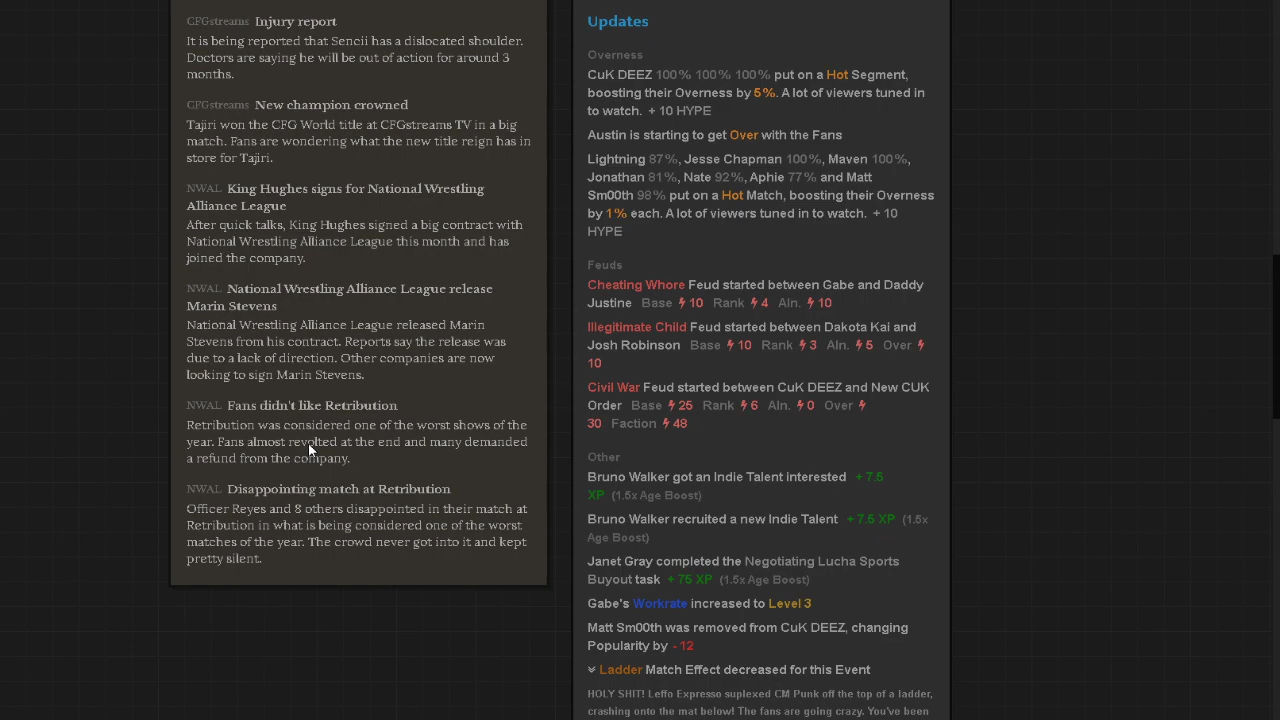 CFGstreams Injury report
It is being reported that Sencii has a dislocated shoulder.
Doctors are saying he will be out of action for around 3
months.
CFGstreams New champion crowned
Tajiri won the CFG World title at CFGstreams TV in a big
match. Fans are wondering what the new title reign has in
store for Tajiri.
NWAL King Hughes signs for National Wrestling
Alliance League
After quick talks, King Hughes signed a big contract with
National Wrestling Alliance League this month and has
joined the company.
NWAL National Wrestling Alliance League release
Marin Stevens
National Wrestling Alliance League released Marin
Stevens from his contract. Reports say the release was
due to a lack of direction. Other companies are now
looking to sign Marin Stevens.
NWAL Fans didn't like Retribution
Retribution was considered one of the worst shows of the
year. Fans almost revolted at the end and many demanded
a refund from the company.
NWAL Disappointing match at Retribution
Officer Reyes and 8 others disappointed in their match at
Retribution in what is being considered one of the worst
matches of the year. The crowd never got into it and kept
pretty silent.
Updates
Overness
CuK DEEZ 100% 100% 100% put on a Hot Segment,
boosting their Overness by 5%. A lot of viewers tuned in
to watch. + 10 HYPE
Austin is starting to get Over with the Fans
Lightning 87%, Jesse Chapman 100%, Maven 100%,
Jonathan 81%, Nate 92%, Aphie 77% and Matt
Sm00th 98% put on a Hot Match, boosting their Overness
by 1% each. A lot of viewers tuned in to watch. + 10
HYPE
Feuds
Cheating Whore Feud started between Gabe and Daddy
Justine Base 10 Rank 4 Aln. 10
Illegitimate Child Feud started between Dakota Kai and
Josh Robinson Base 10 Rank 3 Aln. 5 Over
10
Civil War Feud started between CuK DEEZ and New CUK
Order Base 25 Rank 6 Aln. 0 Over
30 Faction 48
Other
Bruno Walker got an Indie Talent interested + 7.5
XP (1.5x Age Boost)
Bruno Walker recruited a new Indie Talent + 7.5 XP (1.5x
Age Boost)
Janet Gray completed the Negotiating Lucha Sports
Buyout task + 75 XP (1.5x Age Boost)
Gabe's Workrate increased to Level 3
Matt Sm00th was removed from CuK DEEZ, changing
Popularity by - 12
Ladder Match Effect decreased for this Event
HOLY SHIT! Leffo Expresso suplexed CM Punk off the top of a ladder,
crashing onto the mat below! The fans are going crazy. You've been